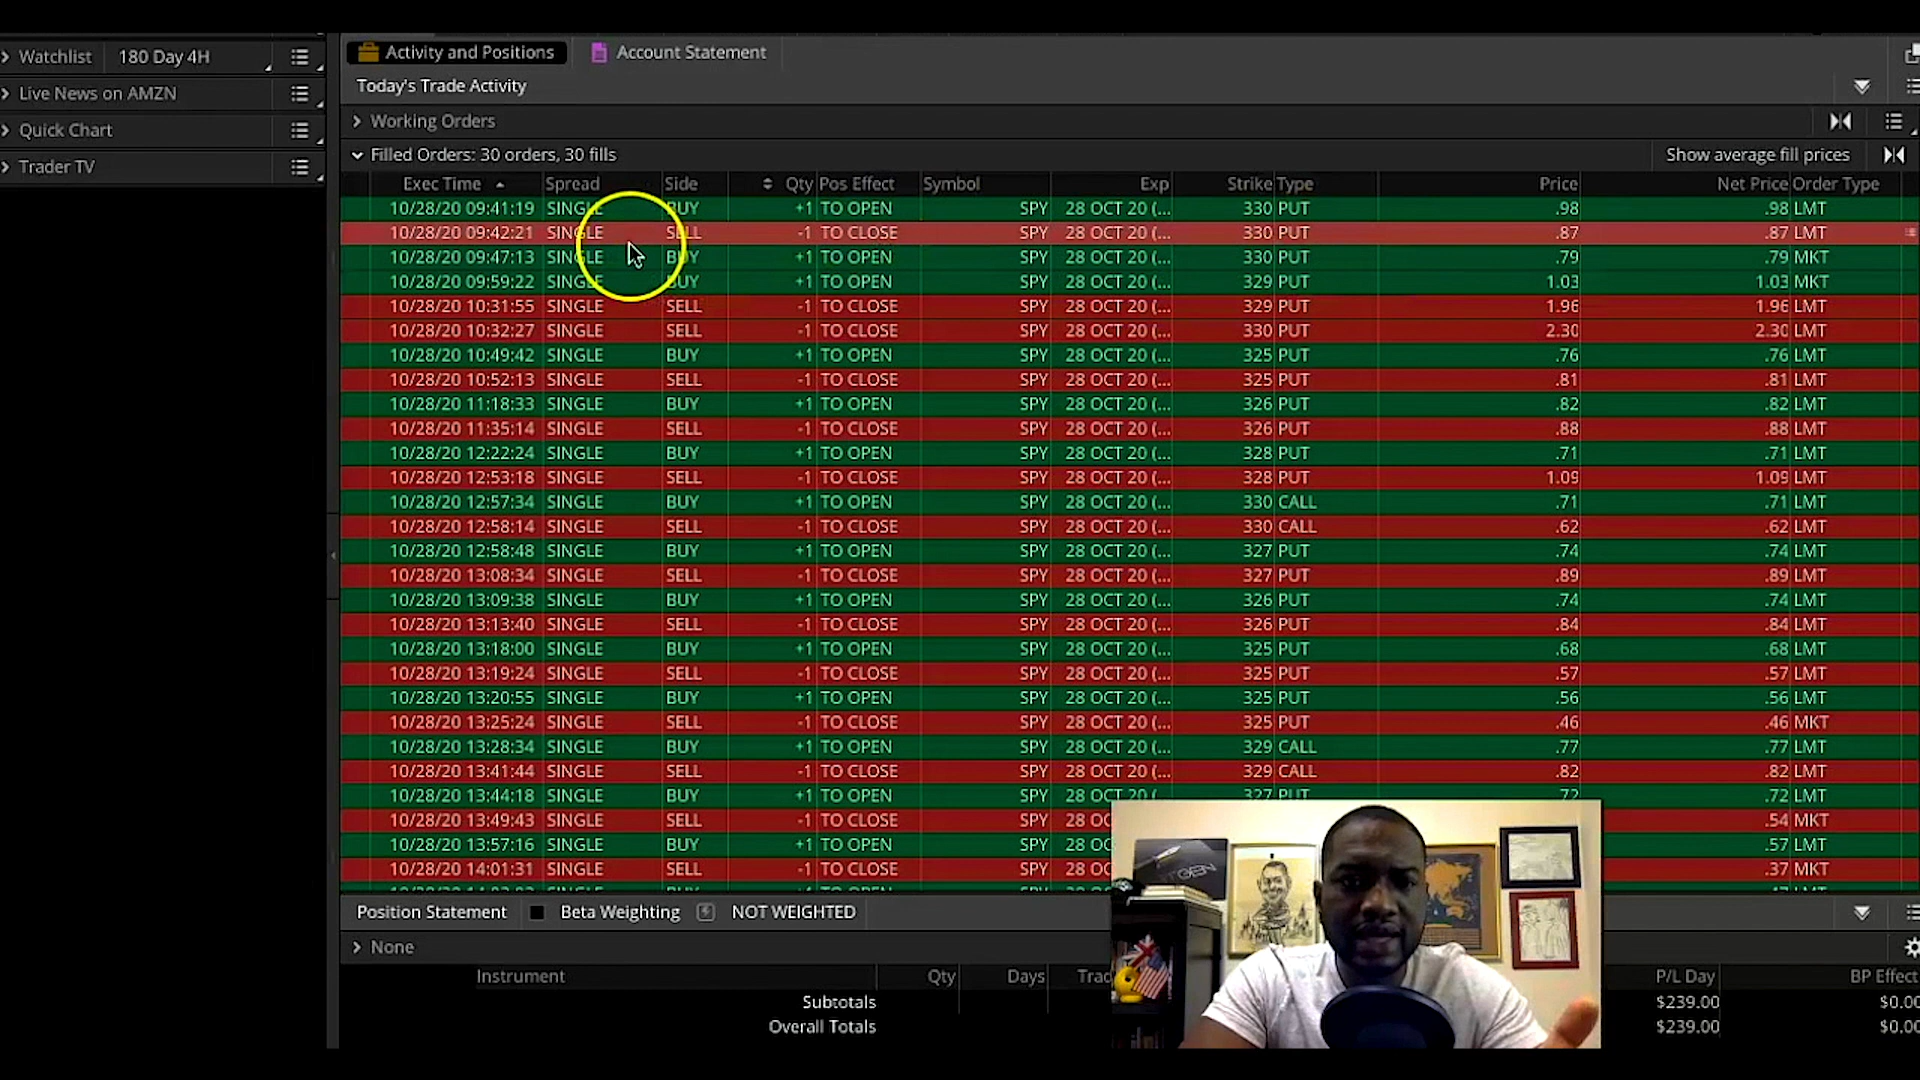 Watchlist 180 Day 4H
Live News on AMZN
Quick Chart
Trader TV
Activity and Positions Account Statement
Today's Trade Activity
Working Orders
Filled Orders: 30 orders, 30 fills Show average fill prices
Exec Time Spread Side Qty Pos Effect Symbol Exp Strike Type Price Net Price Order Type
10/28/20 09:41:19 SINGLE BUY +1 TO OPEN SPY 28 OCT 20 (... 330 PUT .98 .98 LMT
10/28/20 09:42:21 SINGLE SELL -1 TO CLOSE SPY 28 OCT 20 (... 330 PUT .87 .87 LMT
10/28/20 09:47:13 SINGLE BUY +1 TO OPEN SPY 28 OCT 20 (... 330 PUT .79 .79 MKT
10/28/20 09:59:22 SINGLE BUY +1 TO OPEN SPY 28 OCT 20 (... 329 PUT 1.03 1.03 MKT
10/28/20 10:31:55 SINGLE SELL -1 TO CLOSE SPY 28 OCT 20 (... 329 PUT 1.96 1.96 LMT
10/28/20 10:32:27 SINGLE SELL -1 TO CLOSE SPY 28 OCT 20 (... 330 PUT 2.30 2.30 LMT
10/28/20 10:49:42 SINGLE BUY +1 TO OPEN SPY 28 OCT 20 (... 325 PUT .76 .76 LMT
10/28/20 10:52:13 SINGLE SELL -1 TO CLOSE SPY 28 OCT 20 (... 325 PUT .81 .81 LMT
10/28/20 11:18:33 SINGLE BUY +1 TO OPEN SPY 28 OCT 20 (... 326 PUT .82 .82 LMT
10/28/20 11:35:14 SINGLE SELL -1 TO CLOSE SPY 28 OCT 20 (... 326 PUT .88 .88 LMT
10/28/20 12:22:24 SINGLE BUY +1 TO OPEN SPY 28 OCT 20 (... 328 PUT .71 .71 LMT
10/28/20 12:53:18 SINGLE SELL -1 TO CLOSE SPY 28 OCT 20 (... 328 PUT 1.09 1.09 LMT
10/28/20 12:57:34 SINGLE BUY +1 TO OPEN SPY 28 OCT 20 (... 330 CALL .71 .71 LMT
10/28/20 12:58:14 SINGLE SELL -1 TO CLOSE SPY 28 OCT 20 (... 330 CALL .62 .62 LMT
10/28/20 12:58:48 SINGLE BUY +1 TO OPEN SPY 28 OCT 20 (... 327 PUT .74 .74 LMT
10/28/20 13:08:34 SINGLE SELL -1 TO CLOSE SPY 28 OCT 20 (... 327 PUT .89 .89 LMT
10/28/20 13:09:38 SINGLE BUY +1 TO OPEN SPY 28 OCT 20 (... 326 PUT .74 .74 LMT
10/28/20 13:13:40 SINGLE SELL -1 TO CLOSE SPY 28 OCT 20 (... 326 PUT .84 .84 LMT
10/28/20 13:18:00 SINGLE BUY +1 TO OPEN SPY 28 OCT 20 (... 325 PUT .68 .68 LMT
10/28/20 13:19:24 SINGLE SELL -1 TO CLOSE SPY 28 OCT 20 (... 325 PUT .57 .57 LMT
10/28/20 13:20:55 SINGLE BUY +1 TO OPEN SPY 28 OCT 20 (... 325 PUT .56 .56 LMT
10/28/20 13:25:24 SINGLE SELL -1 TO CLOSE SPY 28 OCT 20 (... 325 PUT .46 .46 MKT
10/28/20 13:28:34 SINGLE BUY +1 TO OPEN SPY 28 OCT 20 (... 329 CALL .77 .77 LMT
10/28/20 13:41:44 SINGLE SELL -1 TO CLOSE SPY 28 OCT 20 (... 329 CALL .82 .82 LMT
10/28/20 13:44:18 SINGLE BUY +1 TO OPEN SPY 28 OCT 20 (... 327 PUT .72 .72 LMT
10/28/20 13:49:43 SINGLE SELL -1 TO CLOSE SPY 28 OC .54 MKT
10/28/20 13:57:16 SINGLE BUY +1 TO OPEN SPY 28 OC .57 LMT
10/28/20 14:01:31 SINGLE SELL -1 TO CLOSE SPY 28 OC .37 MKT
Position Statement Beta Weighting NOT WEIGHTED
None
Instrument Qty Days Trad P/L Day BP Effect
Subtotals $239.00 $0.00
Overall Totals $239.00 $0.00